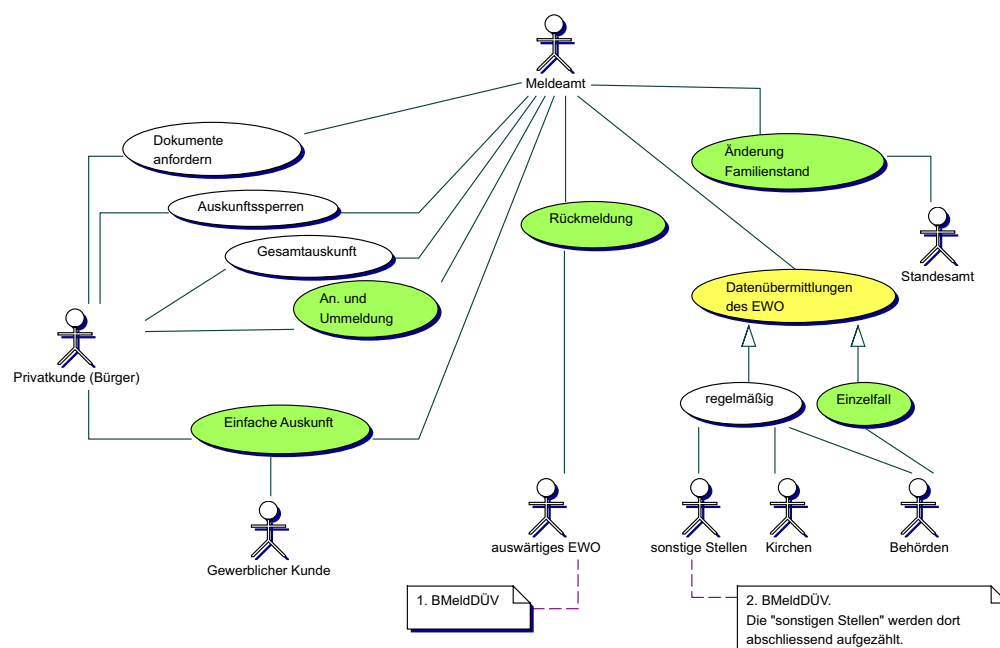 Meldeamt
Dokumente
anfordern
Änderung
Familienstand
Auskunftssperren
Rückmeldung
Gesamtauskunft
Standesamt
An. und
Ummeldung
Datenübermittlungen
des EWO
Privatkunde (Bürger)
regelmäßig
Einzelfall
Einfache Auskunft
auswärtiges EWO
sonstige Stellen
Kirchen
Behörden
Gewerblicher Kunde
1. BMeldDÜV
2. BMeldDÜV.
Die "sonstigen Stellen" werden dort
abschliessend aufgezählt.